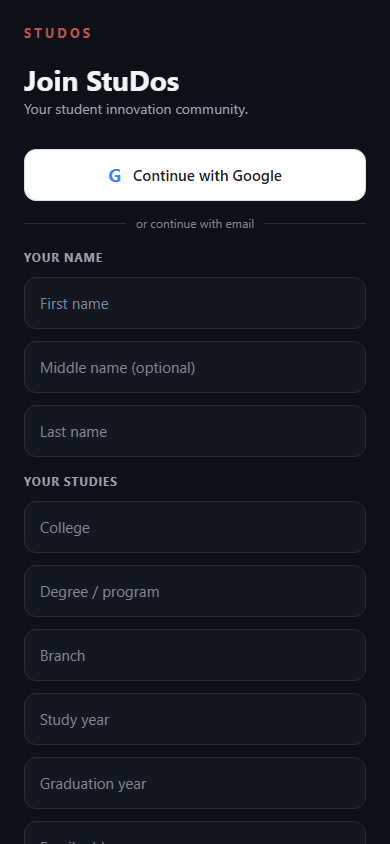 STUDOS
Join StuDos
Your student innovation community.
G Continue with Google
or continue with email
YOUR NAME
First name
Middle name (optional)
Last name
YOUR STUDIES
College
Degree / program
Branch
Study year
Graduation year